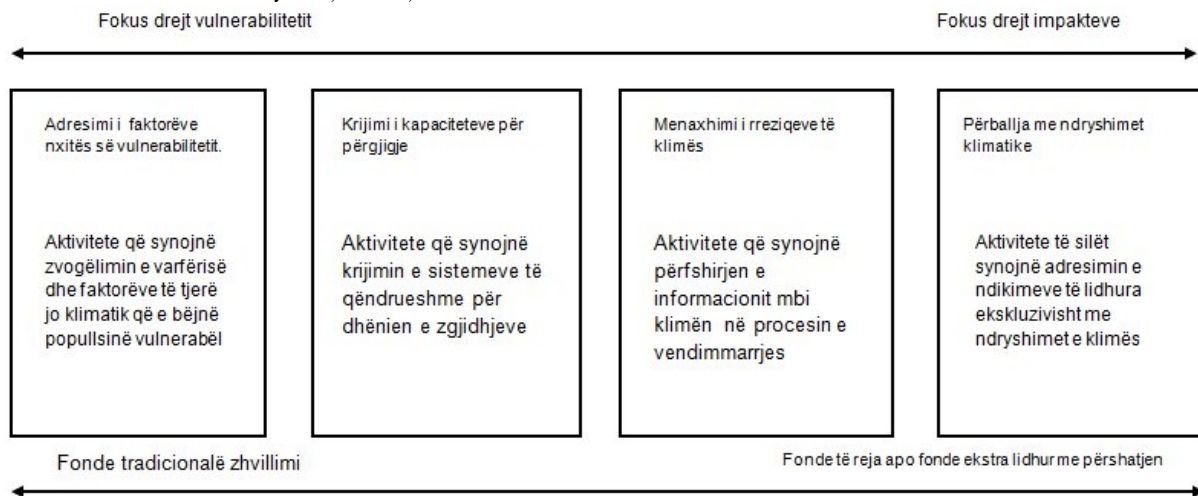 Fokus drejt vulnerabilitetit
Fokus drejt impakteve
Adresimi i faktorëve
nxitës së vulnerabilitetit.
Aktivitete që synojnë
zvogëlimin e varfërisë
dhe faktorëve të tjerë
jo klimatik që e bëjnë
popullsinë vulnerabël
Krijimi i kapaciteteve për
përgjigje
Aktivitete që synojnë
krijimin e sistemeve të
qëndrueshme për
dhënien e zgjidhjeve
Menaxhimi i rreziqeve të
klimës
Aktivitete që synojnë
përfshirjen e
informacionit mbi
klimën në procesin e
vendimmarrjes
Përballja me ndryshimet
klimatike
Aktivitete të silët
synojnë adresimin e
ndikimeve të lidhura
ekskluzivisht me
ndryshimet e klimës
Fonde tradicionalë zhvillimi
Fonde të reja apo fonde ekstra lidhur me përshatjen